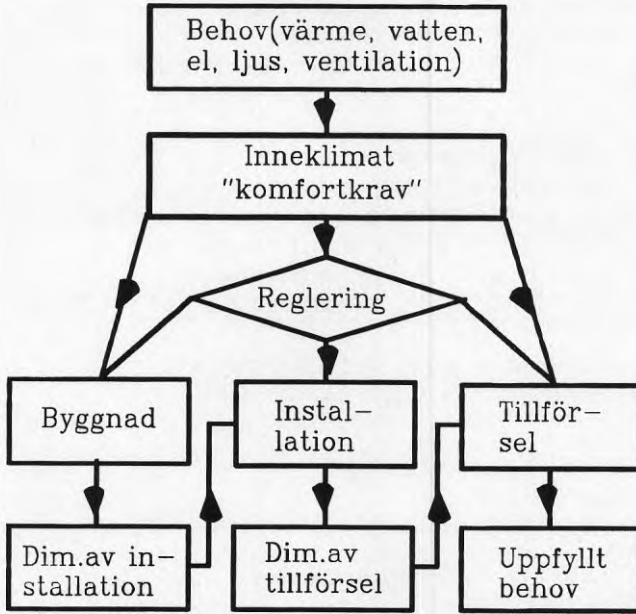 Behov(värme, vatten,
el, ljus, ventilation)
Inneklimat
"komfortkrav"
Reglering
Byggnad
Instal-
lation
Tillför-
sel
Dim.av in-
stallation
Dim.av
tillförsel
Uppfyllt
behov